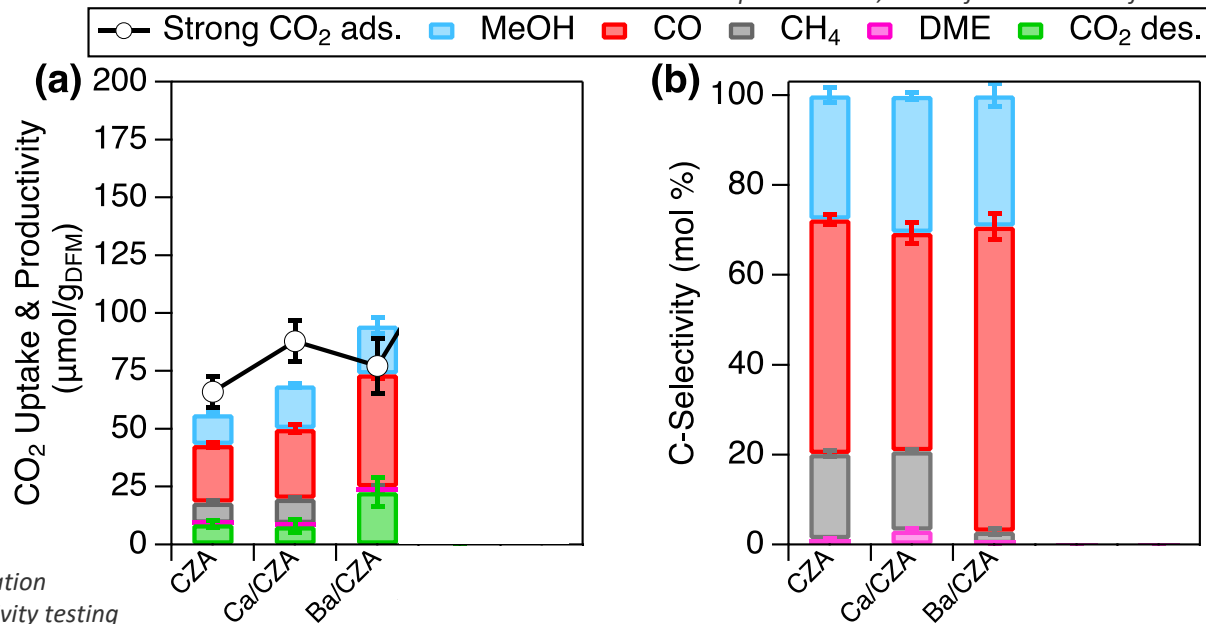 Strong CO₂ ads. MeOH CO CH₄ DME CO₂ des.
(a)
CO₂ Uptake & Productivity
(µmol/gDFM)
200
175
150
125
100
75
50
25
0
CZA
Ca/CZA
Ba/CZA
(b)
C-Selectivity (mol %)
100
80
60
40
20
0
CZA
Ca/CZA
Ba/CZA
vity testing